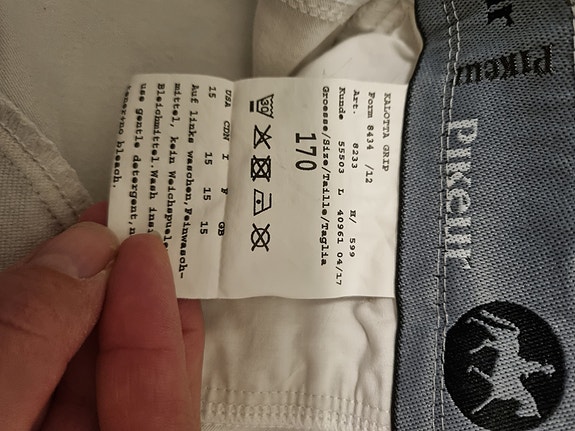 KALOTTA GRIP
Form 8434 /12
Art. 8233 H/ 599
Kunde 55503 L 40961 04/17
Groesse/Size/Taille/Taglia
170
30
USA CDN I F GB
15 15 15 15
Auf links waschen,Feinwasch-
mittel, kein Weichspuel-
Bleichmittel.Wash insi
use gentle detergent,n
bleach.
PIKEUR
PIKEUR